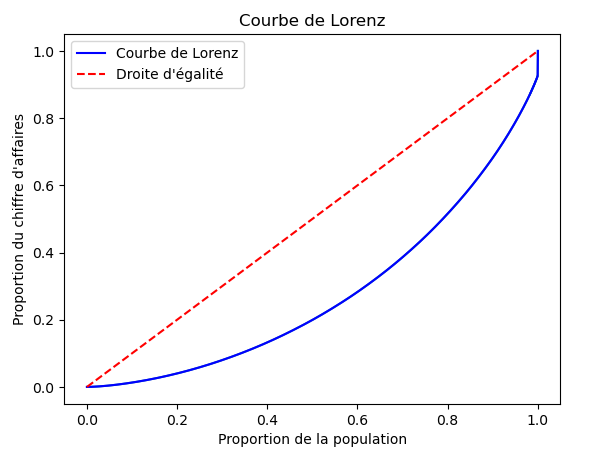 Courbe de Lorenz
Courbe de Lorenz
Droite d'égalité
Proportion du chiffre d'affaires
1.0
0.8
0.6
0.4
0.2
0.0
0.0 0.2 0.4 0.6 0.8 1.0
Proportion de la population